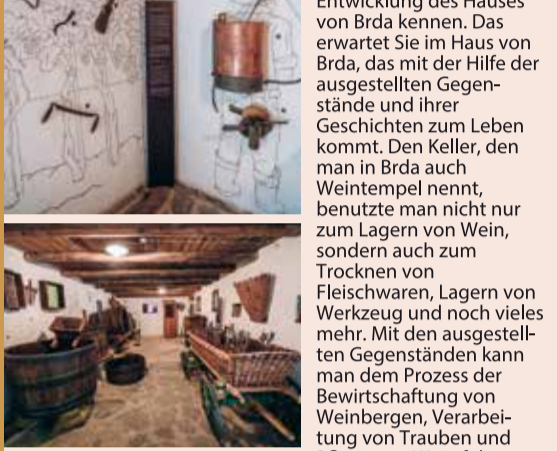 Entwicklung des Hauses
von Brda kennen. Das
erwartet Sie im Haus von
Brda, das mit der Hilfe der
ausgestellten Gegen-
stände und ihrer
Geschichten zum Leben
kommt. Den Keller, den
man in Brda auch
Weintempel nennt,
benutzte man nicht nur
zum Lagern von Wein,
sondern auch zum
Trocknen von
Fleischwaren, Lagern von
Werkzeug und noch vieles
mehr. Mit den ausgestell-
ten Gegenständen kann
man dem Prozess der
Bewirtschaftung von
Weinbergen, Verarbei-
tung von Trauben und